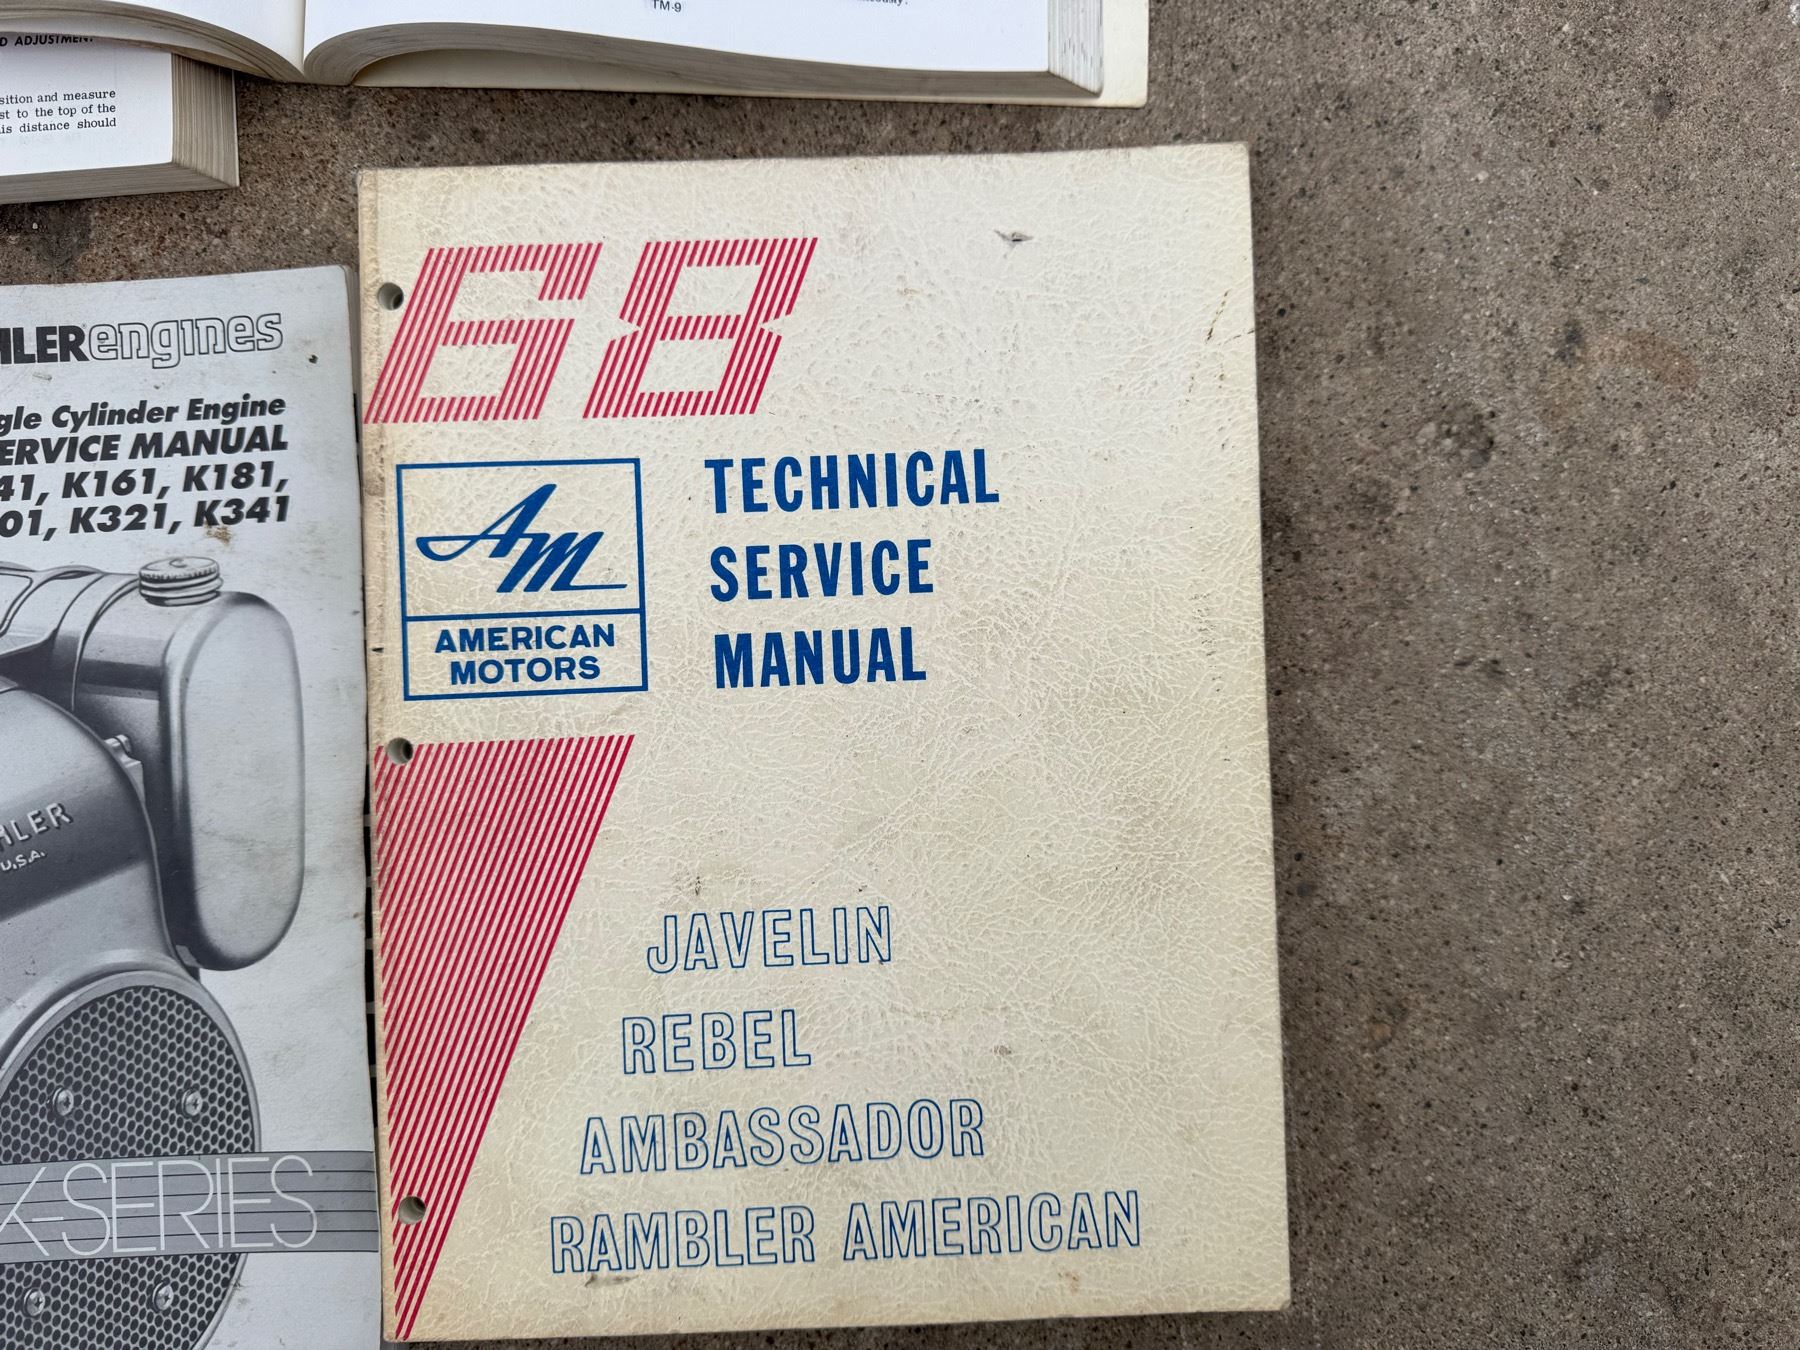 TM-9
D ADJUSTMENT
sition and measure
st to the top of the
is distance should
HLER engines
gle Cylinder Engine
ERVICE MANUAL
41, K161, K181,
01, K321, K341
HLER
U.S.A.
K-SERIES
68
AM
AMERICAN
MOTORS
TECHNICAL
SERVICE
MANUAL
JAVELIN
REBEL
AMBASSADOR
RAMBLER AMERICAN